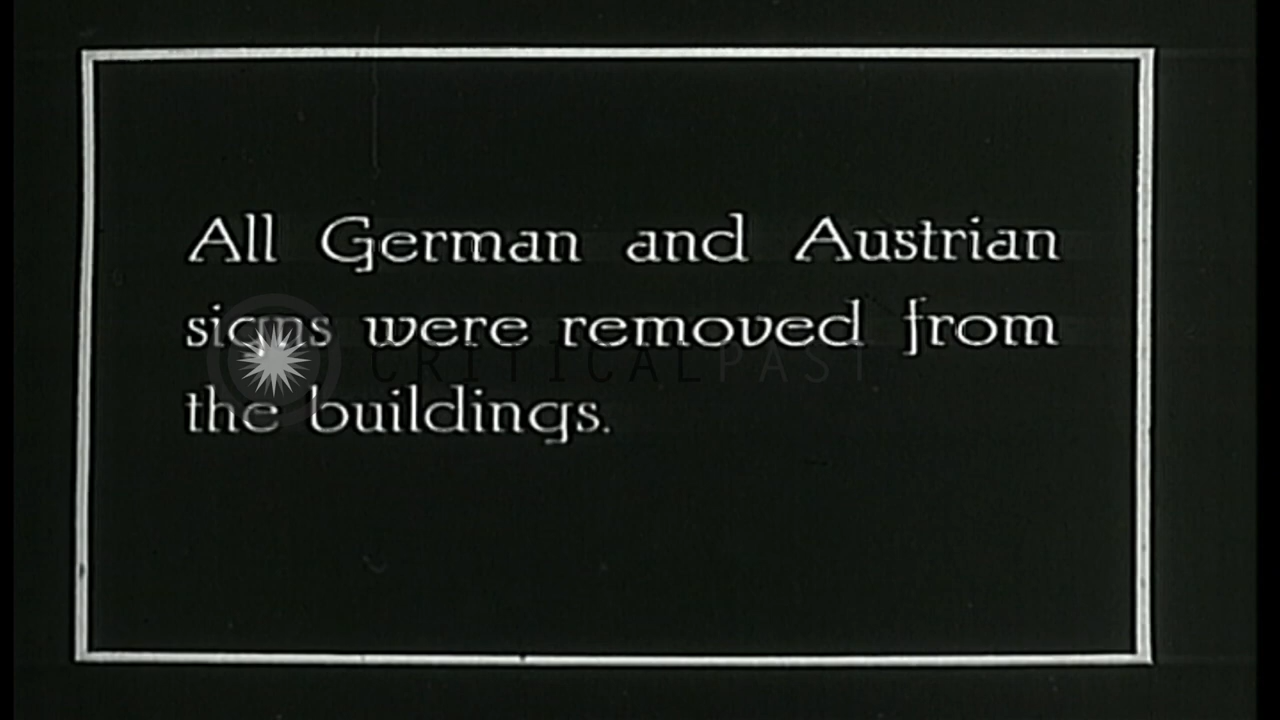 All German and Austrian
signs were removed from
the buildings.
CRITICALPAST